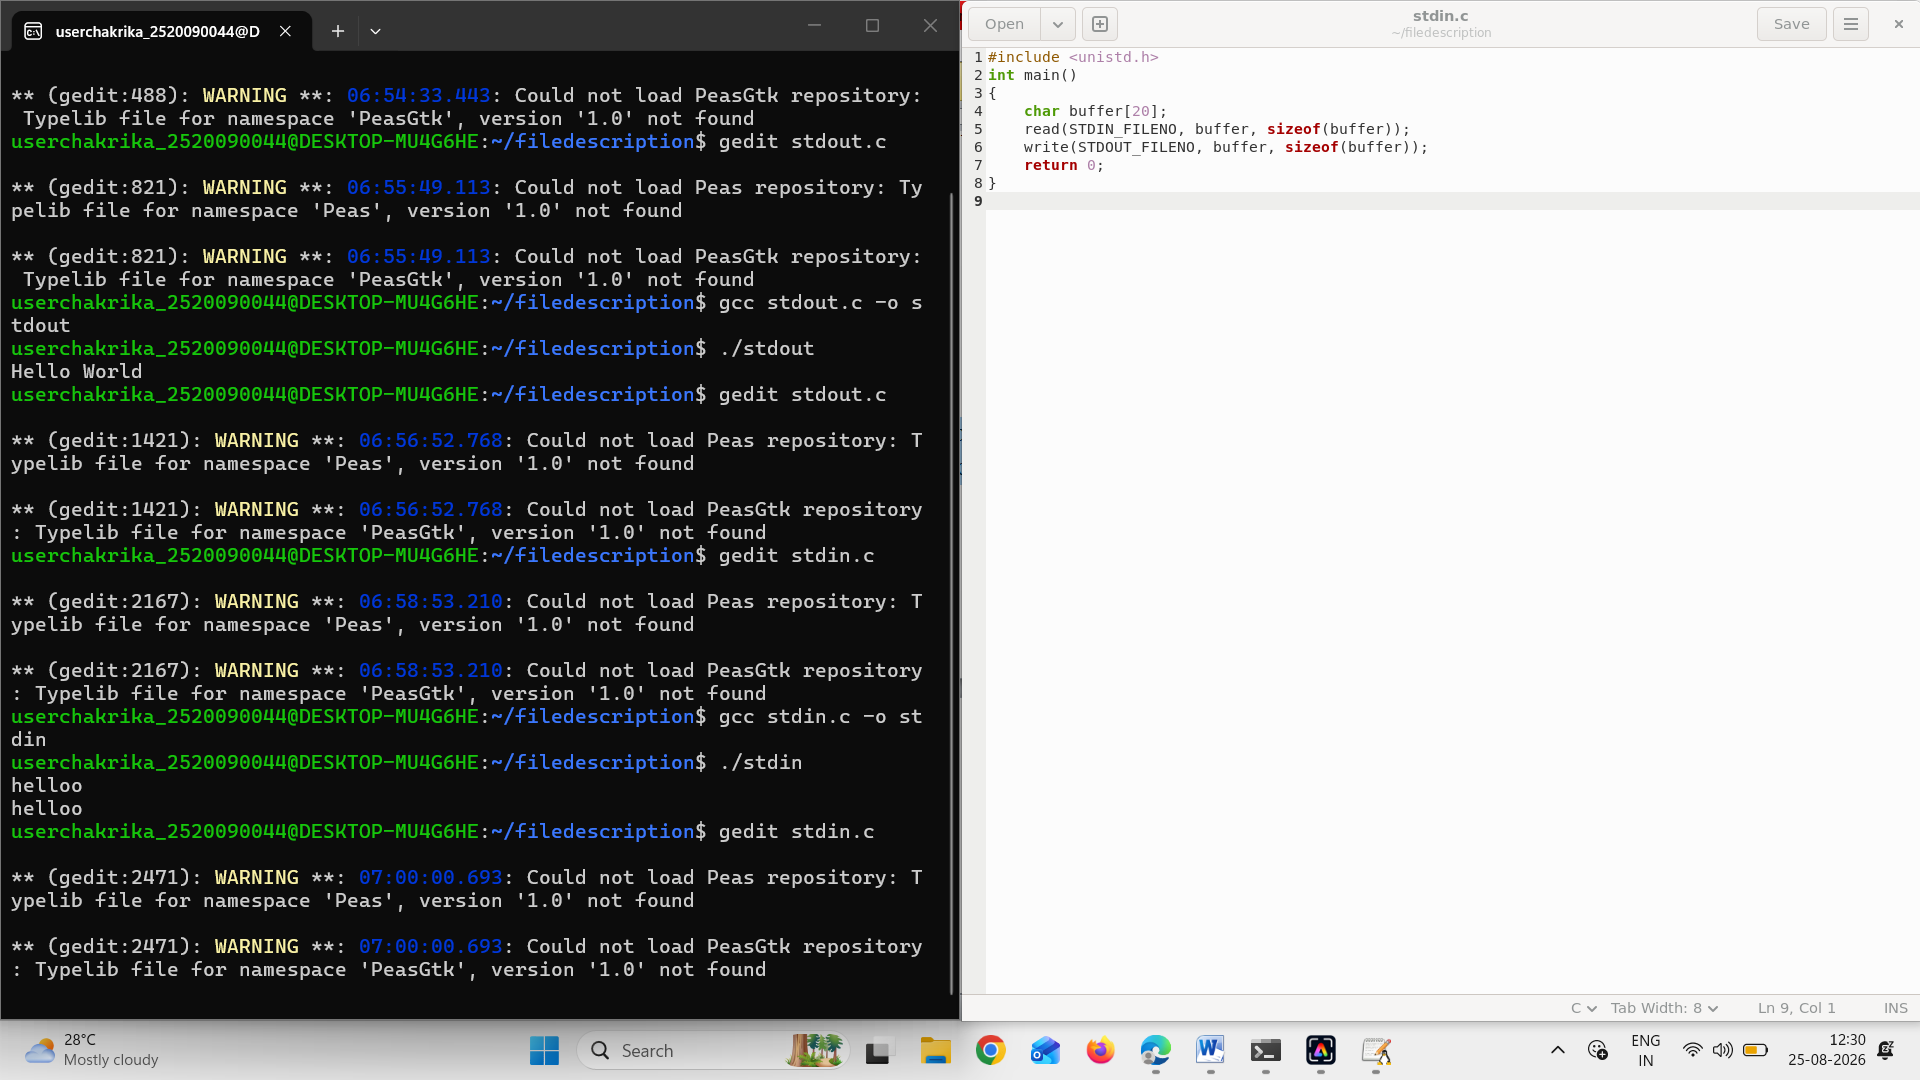 userchakrika_2520090044@D
** (gedit:488): WARNING **: 06:54:33.443: Could not load PeasGtk repository:
Typelib file for namespace 'PeasGtk', version '1.0' not found
userchakrika_2520090044@DESKTOP-MU4G6HE:~/filedescription$ gedit stdout.c
** (gedit:821): WARNING **: 06:55:49.113: Could not load Peas repository: Ty
pelib file for namespace 'Peas', version '1.0' not found
** (gedit:821): WARNING **: 06:55:49.113: Could not load PeasGtk repository:
Typelib file for namespace 'PeasGtk', version '1.0' not found
userchakrika_2520090044@DESKTOP-MU4G6HE:~/filedescription$ gcc stdout.c -o s
tdout
userchakrika_2520090044@DESKTOP-MU4G6HE:~/filedescription$ ./stdout
Hello World
userchakrika_2520090044@DESKTOP-MU4G6HE:~/filedescription$ gedit stdout.c
** (gedit:1421): WARNING **: 06:56:52.768: Could not load Peas repository: T
ypelib file for namespace 'Peas', version '1.0' not found
** (gedit:1421): WARNING **: 06:56:52.768: Could not load PeasGtk repository
: Typelib file for namespace 'PeasGtk', version '1.0' not found
userchakrika_2520090044@DESKTOP-MU4G6HE:~/filedescription$ gedit stdin.c
** (gedit:2167): WARNING **: 06:58:53.210: Could not load Peas repository: T
ypelib file for namespace 'Peas', version '1.0' not found
** (gedit:2167): WARNING **: 06:58:53.210: Could not load PeasGtk repository
: Typelib file for namespace 'PeasGtk', version '1.0' not found
userchakrika_2520090044@DESKTOP-MU4G6HE:~/filedescription$ gcc stdin.c -o st
din
userchakrika_2520090044@DESKTOP-MU4G6HE:~/filedescription$ ./stdin
helloo
helloo
userchakrika_2520090044@DESKTOP-MU4G6HE:~/filedescription$ gedit stdin.c
** (gedit:2471): WARNING **: 07:00:00.693: Could not load Peas repository: T
ypelib file for namespace 'Peas', version '1.0' not found
** (gedit:2471): WARNING **: 07:00:00.693: Could not load PeasGtk repository
: Typelib file for namespace 'PeasGtk', version '1.0' not found
Open
stdin.c
~/filedescription
Save
1 #include <unistd.h>
2 int main()
3 {
4     char buffer[20];
5     read(STDIN_FILENO, buffer, sizeof(buffer));
6     write(STDOUT_FILENO, buffer, sizeof(buffer));
7     return 0;
8 }
9
C Tab Width: 8 Ln 9, Col 1 INS
28°C
Mostly cloudy
Search
ENG
IN
12:30
25-08-2026